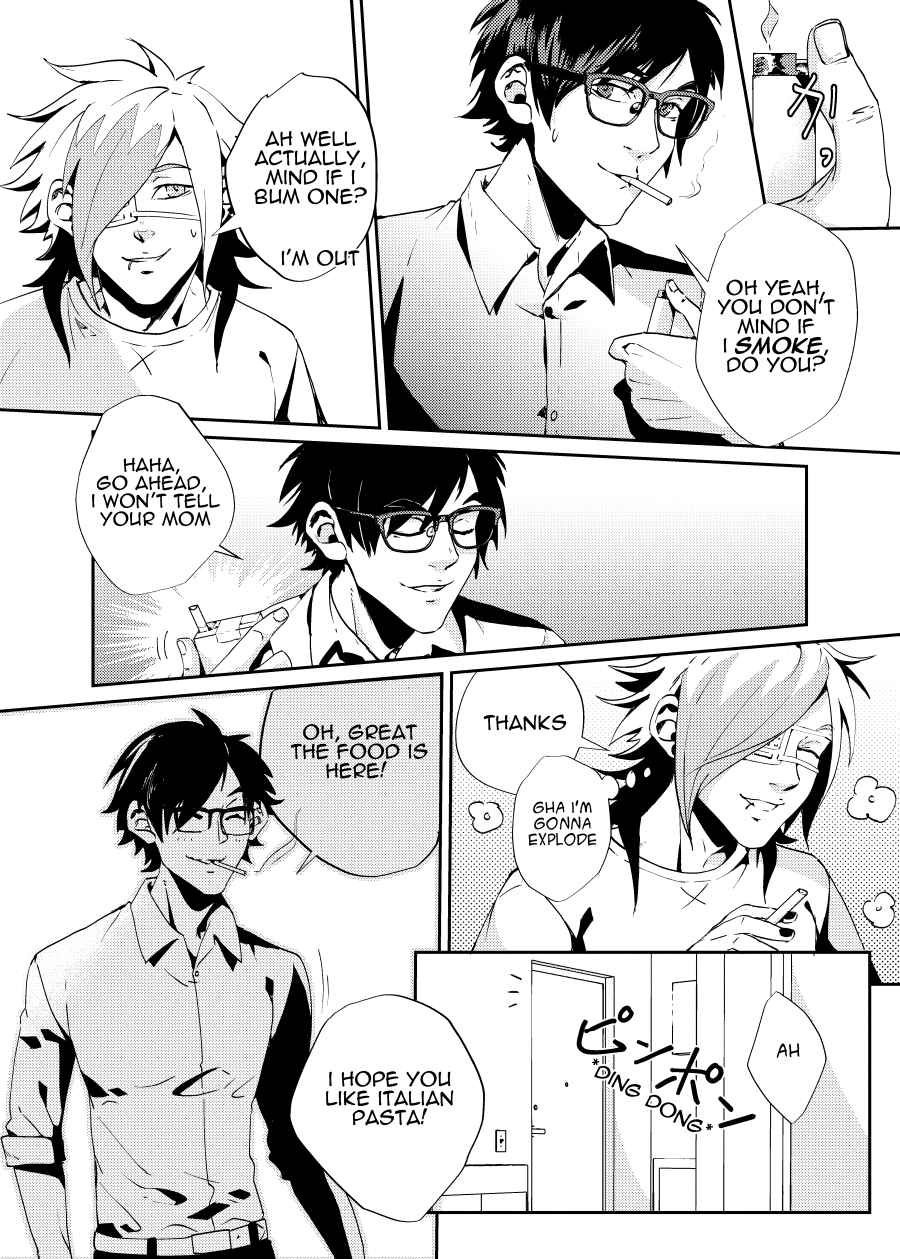 カチ
OH YEAH,
YOU DON'T
MIND IF
I SMOKE,
DO YOU?
AH WELL
ACTUALLY,
MIND IF I
BUM ONE?
I'M OUT
HAHA,
GO AHEAD,
I WON'T TELL
YOUR MOM
THANKS
GHA I'M
GONNA
EXPLODE
AH
ピンポン
*DING DONG*
OH, GREAT
THE FOOD IS
HERE!
I HOPE YOU
LIKE ITALIAN
PASTA!